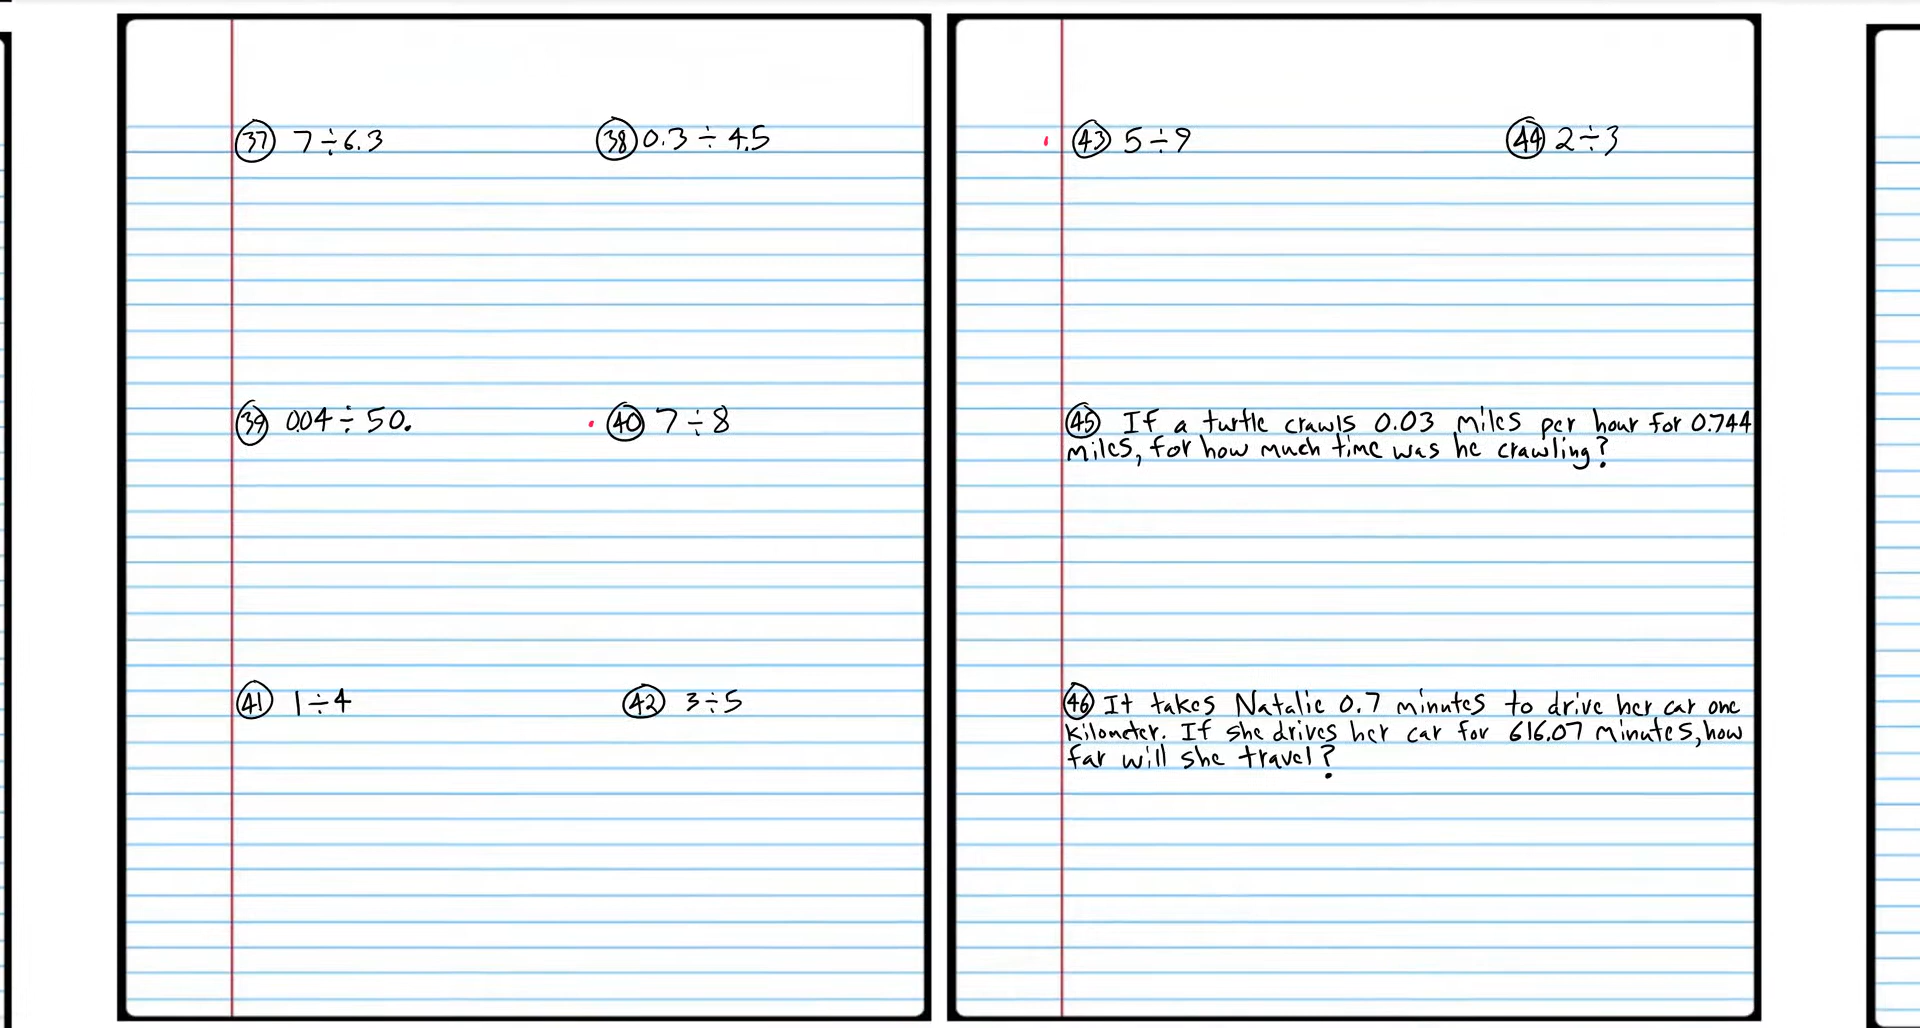 37 7 ÷ 6.3
38 0.3 ÷ 4.5
39 0.04 ÷ 50.
40 7 ÷ 8
41 1 ÷ 4
42 3 ÷ 5
43 5 ÷ 9
44 2 ÷ 3
45 If a turtle crawls 0.03 miles per hour for 0.744
miles, for how much time was he crawling?
46 It takes Natalie 0.7 minutes to drive her car one
kilometer. If she drives her car for 616.07 minutes, how
far will she travel?